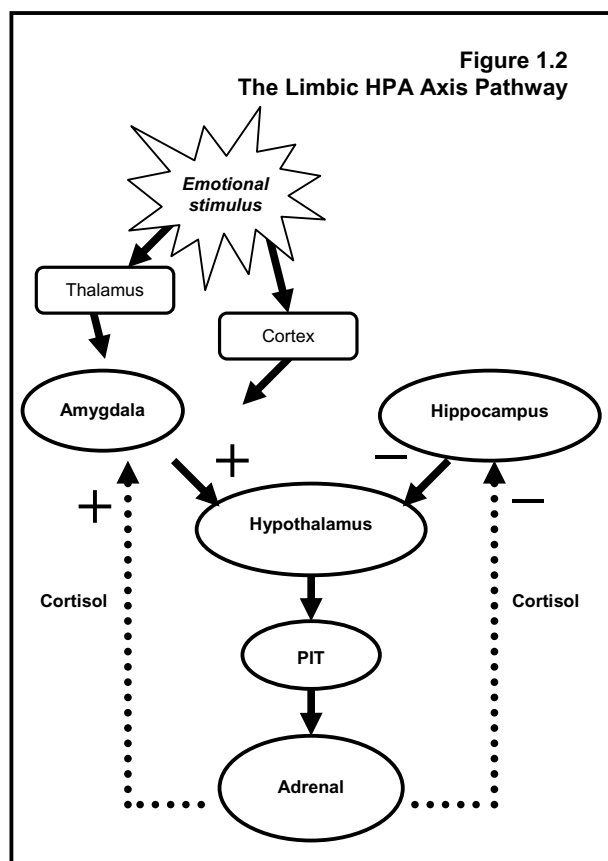 Figure 1.2
The Limbic HPA Axis Pathway
Emotional
stimulus
Thalamus
Cortex
Amygdala
Hippocampus
+
−
+
−
Hypothalamus
Cortisol
Cortisol
PIT
Adrenal